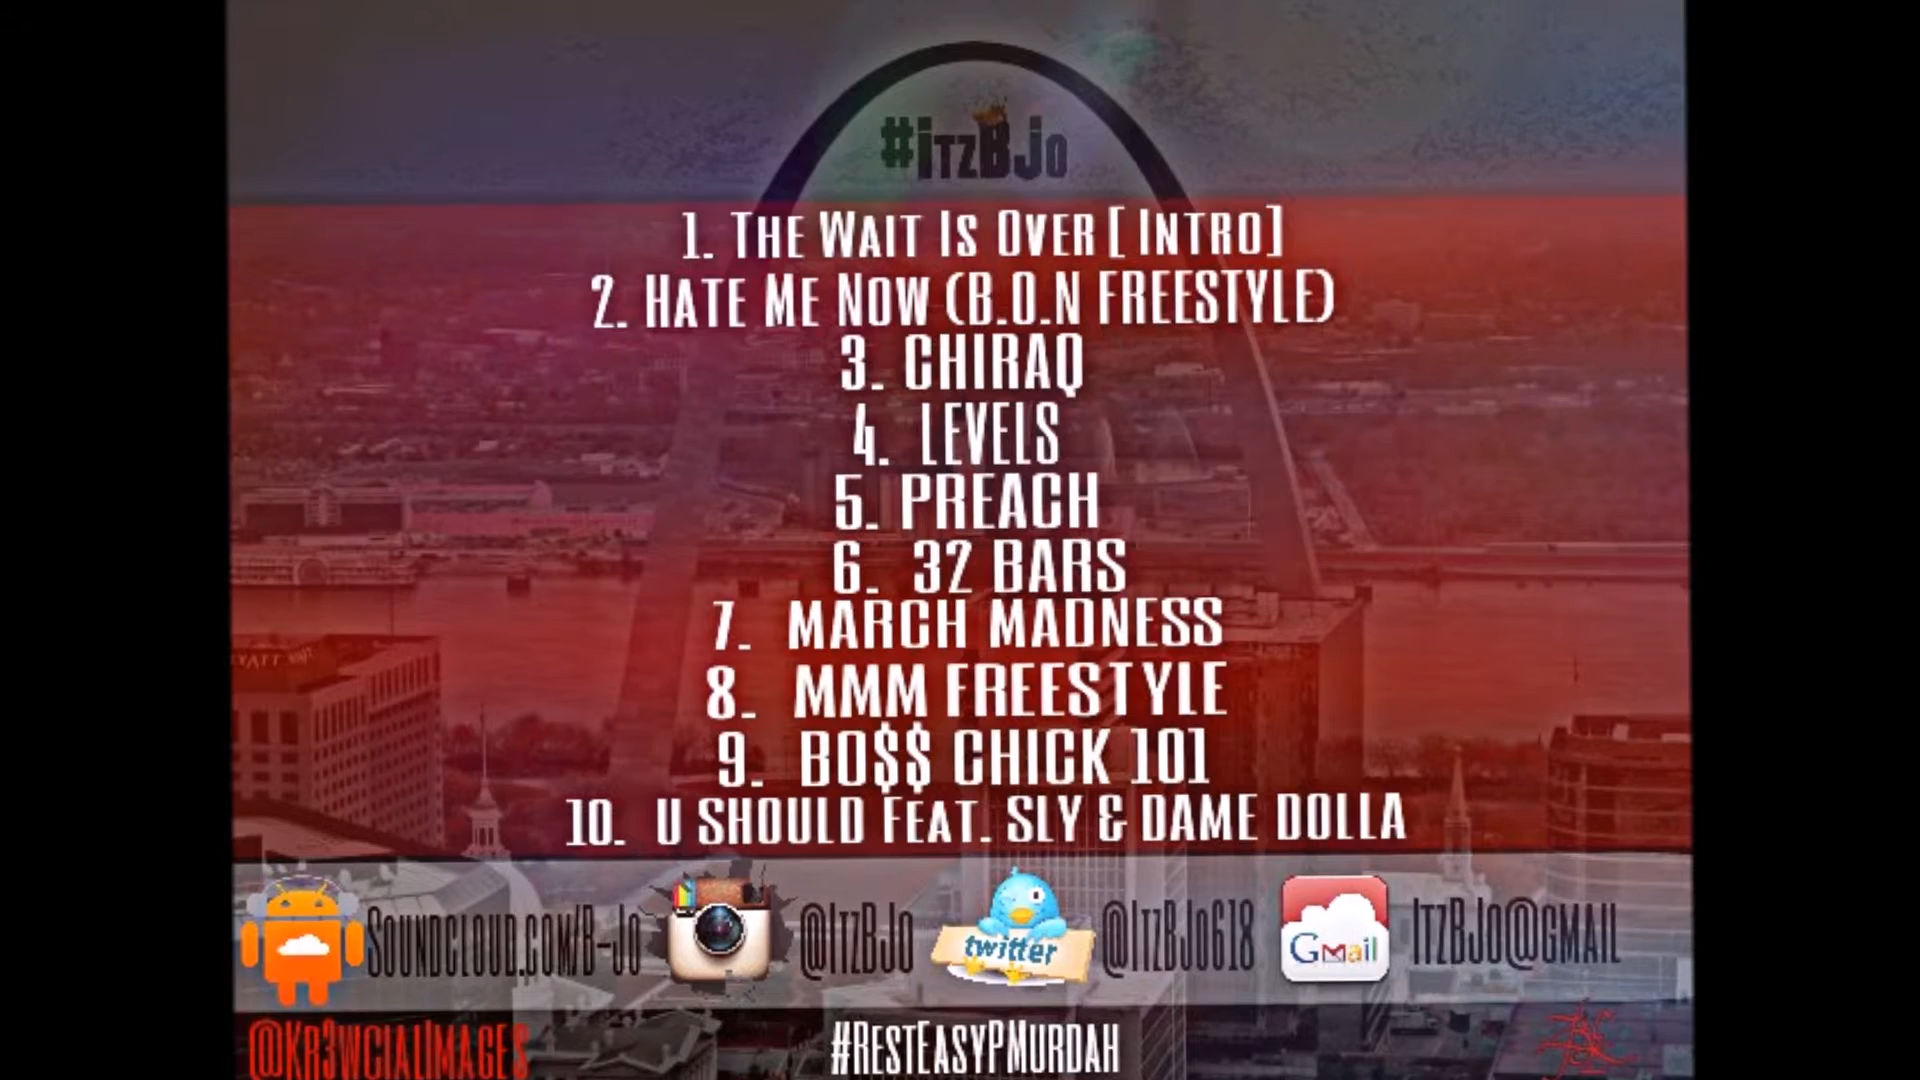 #itzBJo
1. The Wait Is Over [Intro]
2. Hate Me Now (B.O.N FREESTYLE)
3. CHIRAQ
4. LEVELS
5. PREACH
6. 32 BARS
7. MARCH MADNESS
8. MMM FREESTYLE
9. BO$$ CHICK 101
10. U SHOULD Feat. SLY & DAME DOLLA
HYATT
Soundcloud.com/B-Jo @ItzBJo twitter @ItzBJo618 GMail ItzBJo@gmail
@Kr3wcialImages #RestEasyPMurdah